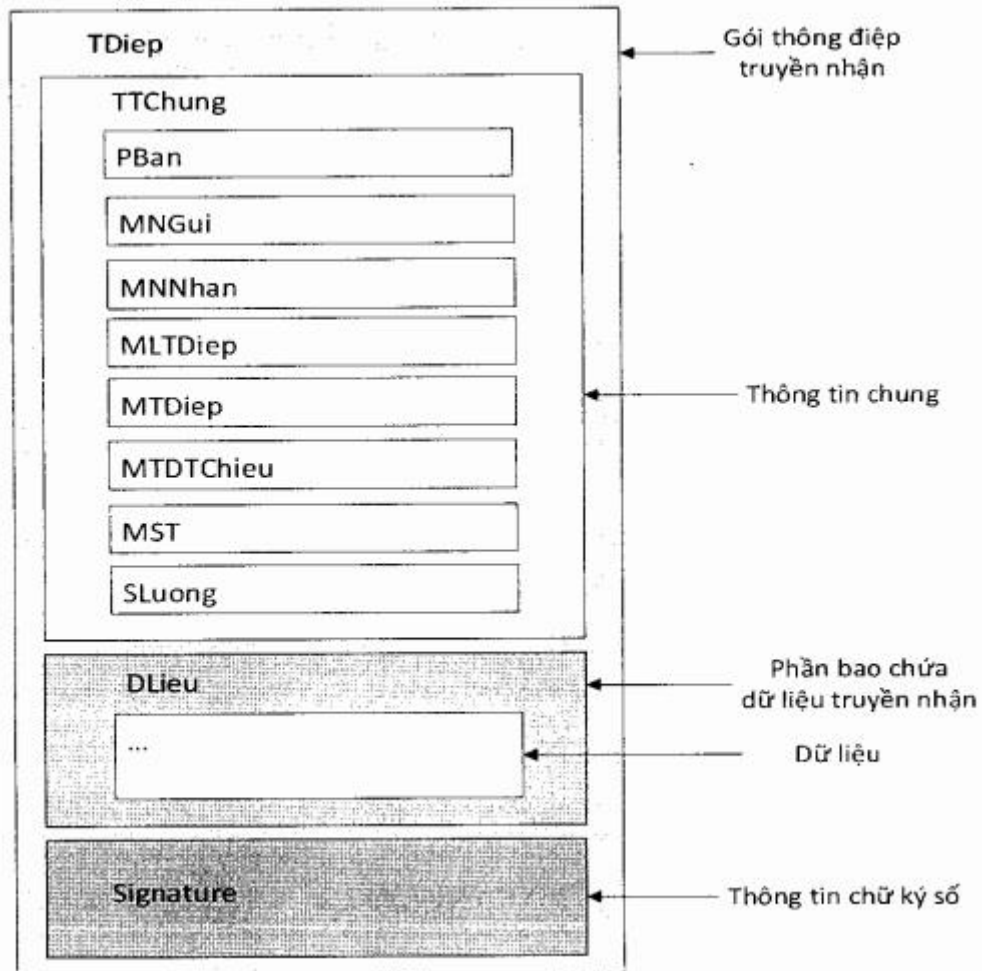 TDiep
Gói thông điệp
truyền nhận
TTChung
PBan
MNGui
MNNhan
MLTDiep
MTDiep
Thông tin chung
MTDTChieu
MST
SLuong
DLieu
Phần bao chứa
dữ liệu truyền nhận
...
Dữ liệu
Signature
Thông tin chữ ký số